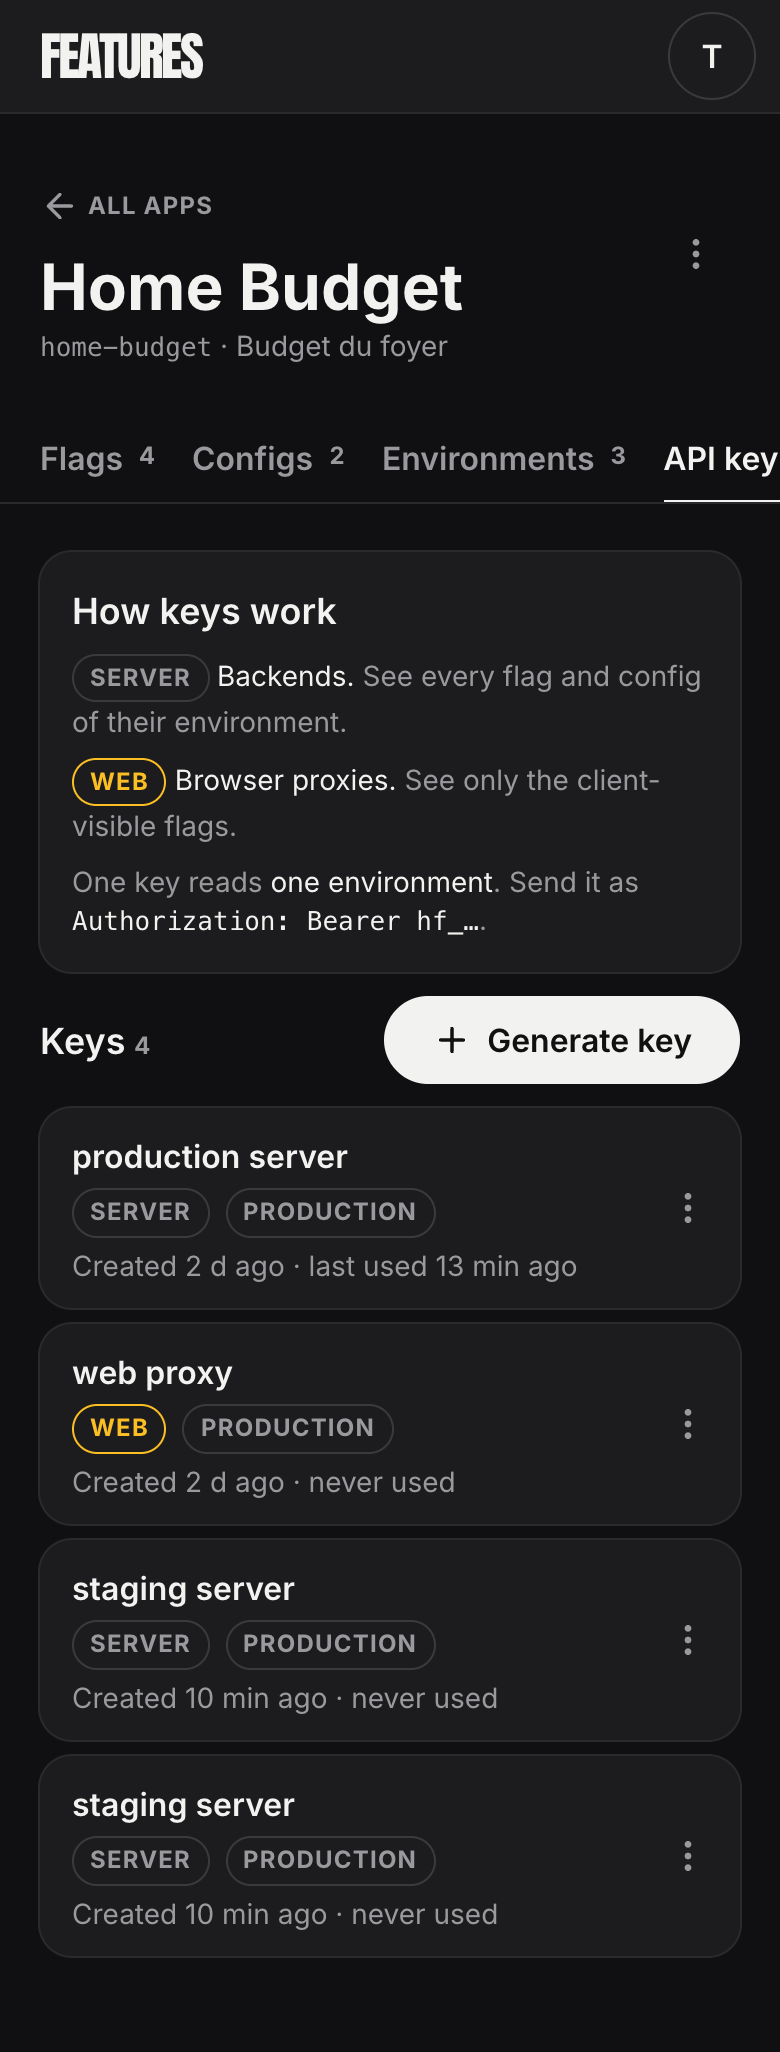 FEATURES
T
← ALL APPS
Home Budget
home-budget · Budget du foyer
Flags 4 Configs 2 Environments 3 API key
How keys work
SERVER Backends. See every flag and config
of their environment.
WEB Browser proxies. See only the client-
visible flags.
One key reads one environment. Send it as
Authorization: Bearer hf_….
Keys 4
+ Generate key
production server
SERVER PRODUCTION
Created 2 d ago · last used 13 min ago
web proxy
WEB PRODUCTION
Created 2 d ago · never used
staging server
SERVER PRODUCTION
Created 10 min ago · never used
staging server
SERVER PRODUCTION
Created 10 min ago · never used